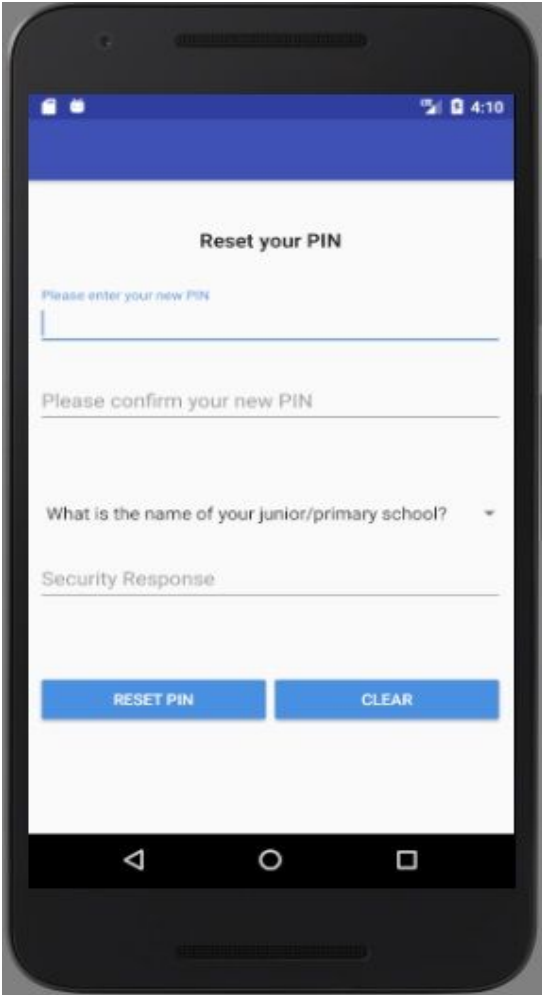 4:10
Reset your PIN
Please enter your new PIN
Please confirm your new PIN
What is the name of your junior/primary school?
Security Response
RESET PIN CLEAR